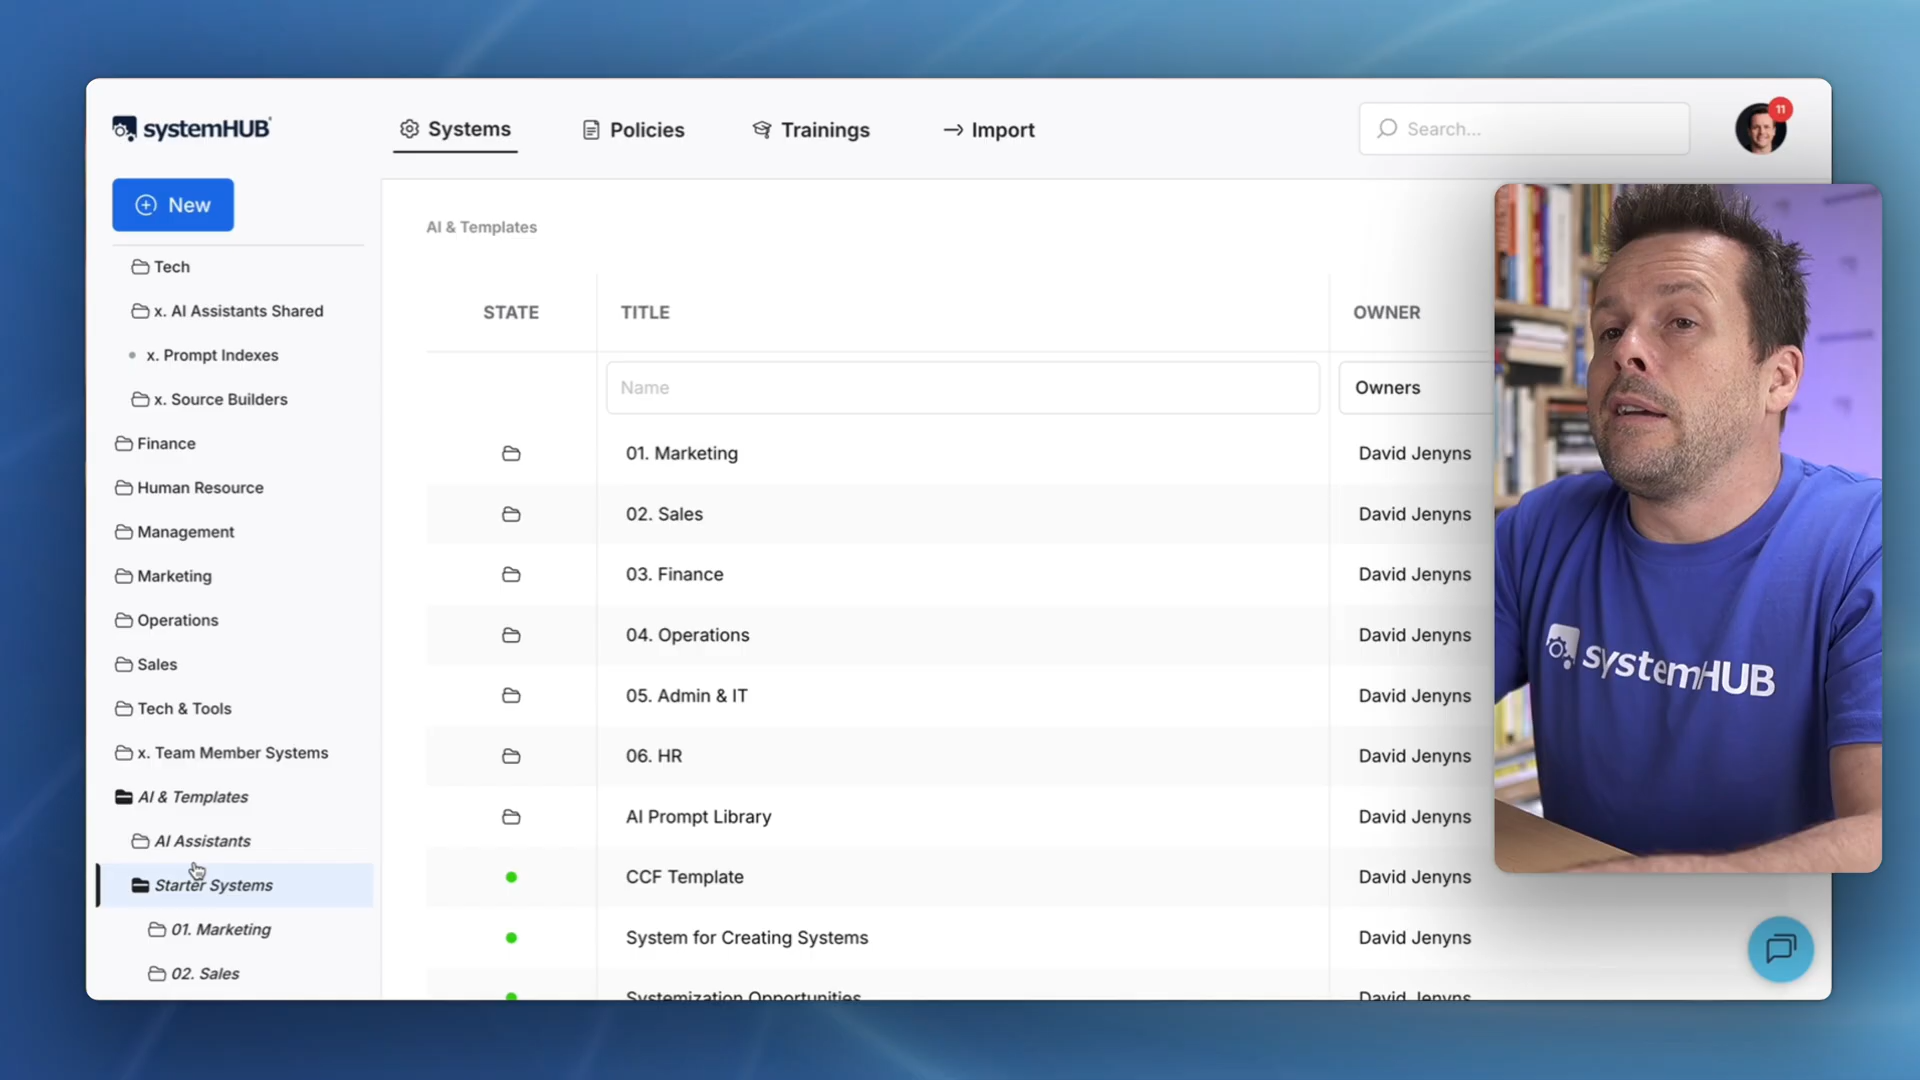 systemHUB
Systems
Policies
Trainings
Import
Search...
11
New
Tech
x. AI Assistants Shared
x. Prompt Indexes
x. Source Builders
Finance
Human Resource
Management
Marketing
Operations
Sales
Tech & Tools
x. Team Member Systems
AI & Templates
AI Assistants
Starter Systems
01. Marketing
02. Sales
AI & Templates
STATE TITLE OWNER
Name Owners
01. Marketing David Jenyns
02. Sales David Jenyns
03. Finance David Jenyns
04. Operations David Jenyns
05. Admin & IT David Jenyns
06. HR David Jenyns
AI Prompt Library David Jenyns
CCF Template David Jenyns
System for Creating Systems David Jenyns
Systemization Opportunities David Jenyns
systemHUB